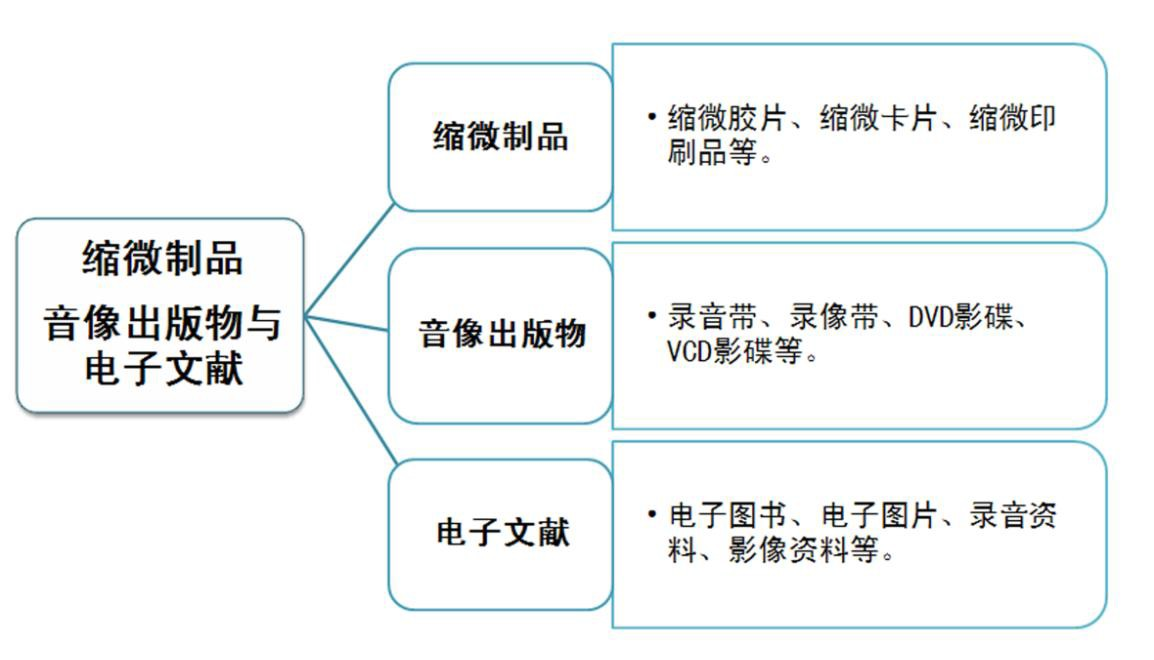 缩微制品
音像出版物与
电子文献
缩微制品
• 缩微胶片、缩微卡片、缩微印
刷品等。
音像出版物
• 录音带、录像带、DVD影碟、
VCD影碟等。
电子文献
• 电子图书、电子图片、录音资
料、影像资料等。